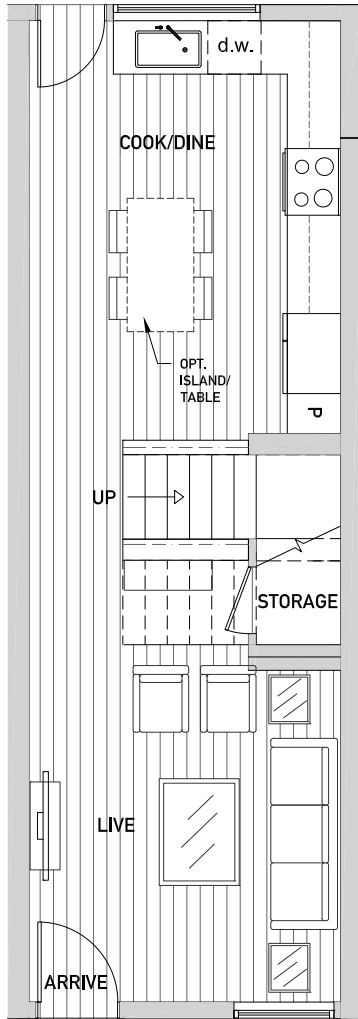 d.w.
COOK/DINE
OPT.
ISLAND/
TABLE
P
UP
STORAGE
LIVE
ARRIVE